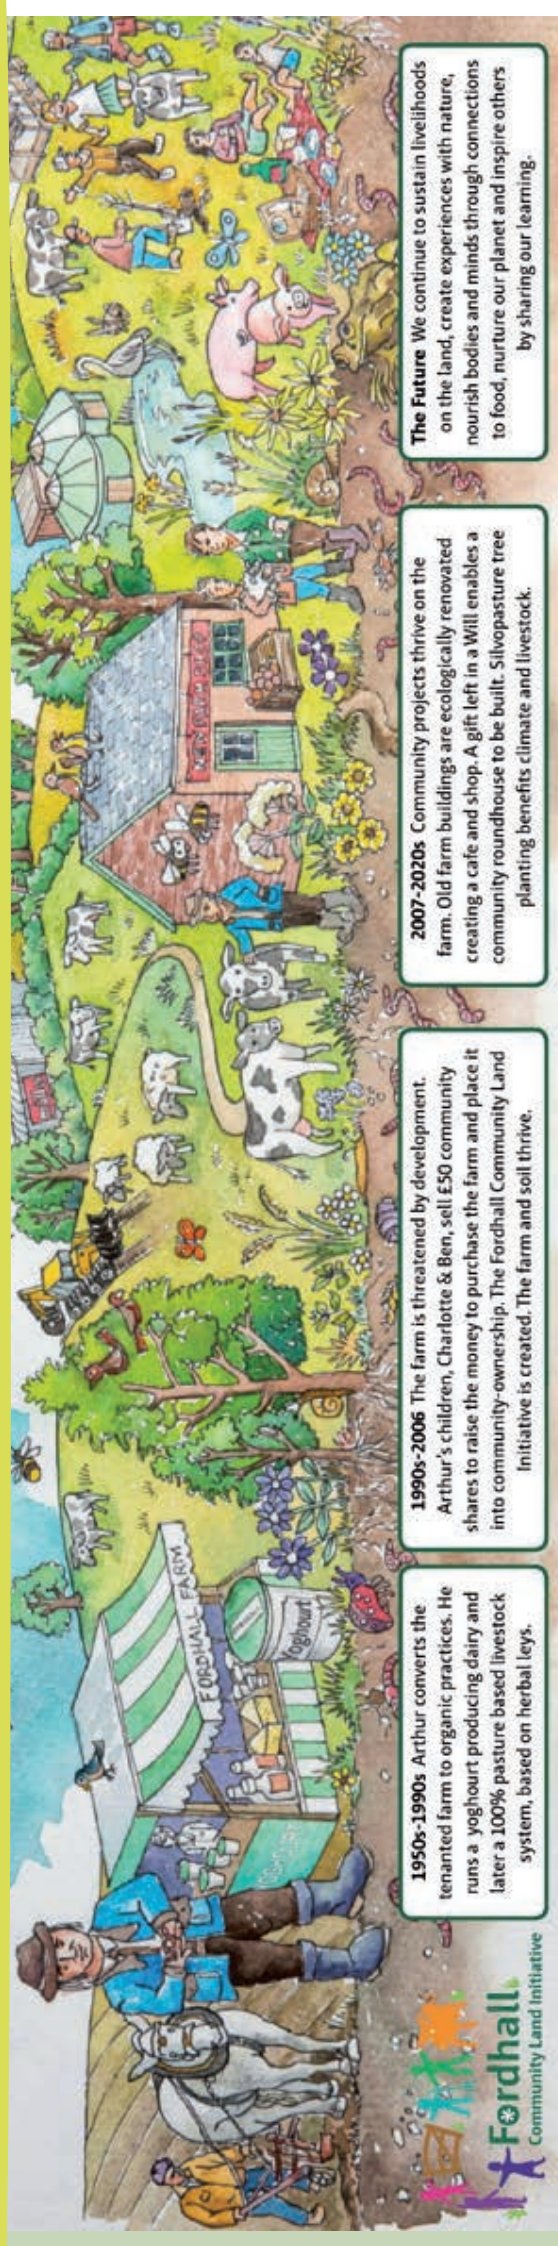 Fordhall
Community Land Initiative
FORDHALL FARM
YOGHOURT
Yoghourt
1950s-1990s Arthur converts the
tenanted farm to organic practices. He
runs a yoghourt producing dairy and
later a 100% pasture based livestock
system, based on herbal leys.
1990s-2006 The farm is threatened by development.
Arthur's children, Charlotte & Ben, sell £50 community
shares to raise the money to purchase the farm and place it
into community-ownership. The Fordhall Community Land
Initiative is created. The farm and soil thrive.
2007-2020s Community projects thrive on the
farm. Old farm buildings are ecologically renovated
creating a cafe and shop. A gift left in a Will enables a
community roundhouse to be built. Silvopasture tree
planting benefits climate and livestock.
The Future We continue to sustain livelihoods
on the land, create experiences with nature,
nourish bodies and minds through connections
to food, nurture our planet and inspire others
by sharing our learning.